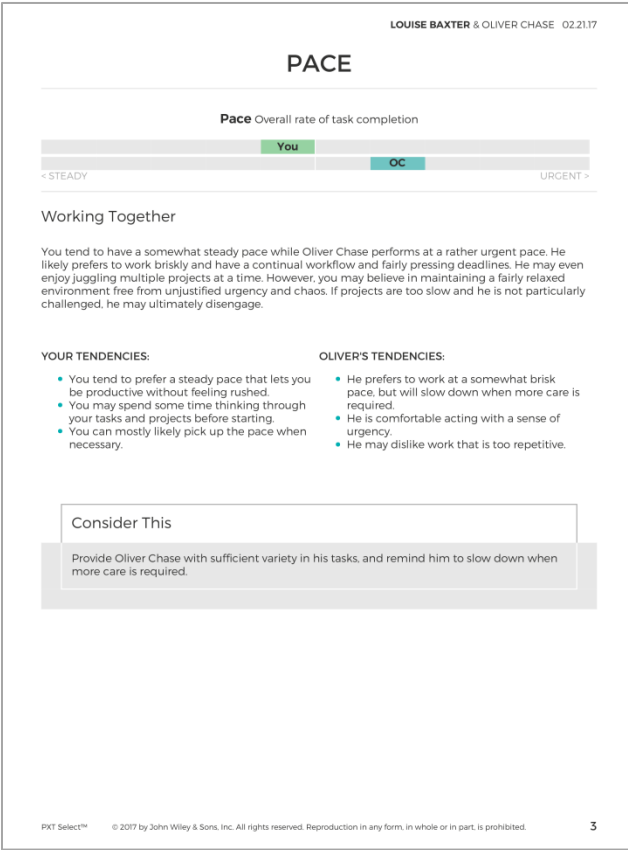 LOUISE BAXTER & OLIVER CHASE 02.21.17
PACE
Pace Overall rate of task completion
You
OC
< STEADY
URGENT >
Working Together
You tend to have a somewhat steady pace while Oliver Chase performs at a rather urgent pace. He
likely prefers to work briskly and have a continual workflow and fairly pressing deadlines. He may even
enjoy juggling multiple projects at a time. However, you may believe in maintaining a fairly relaxed
environment free from unjustified urgency and chaos. If projects are too slow and he is not particularly
challenged, he may ultimately disengage.
YOUR TENDENCIES:
• You tend to prefer a steady pace that lets you
be productive without feeling rushed.
• You may spend some time thinking through
your tasks and projects before starting.
• You can mostly likely pick up the pace when
necessary.
OLIVER'S TENDENCIES:
• He prefers to work at a somewhat brisk
pace, but will slow down when more care is
required.
• He is comfortable acting with a sense of
urgency.
• He may dislike work that is too repetitive.
Consider This
Provide Oliver Chase with sufficient variety in his tasks, and remind him to slow down when
more care is required.
PXT Select™ © 2017 by John Wiley & Sons, Inc. All rights reserved. Reproduction in any form, in whole or in part, is prohibited. 3